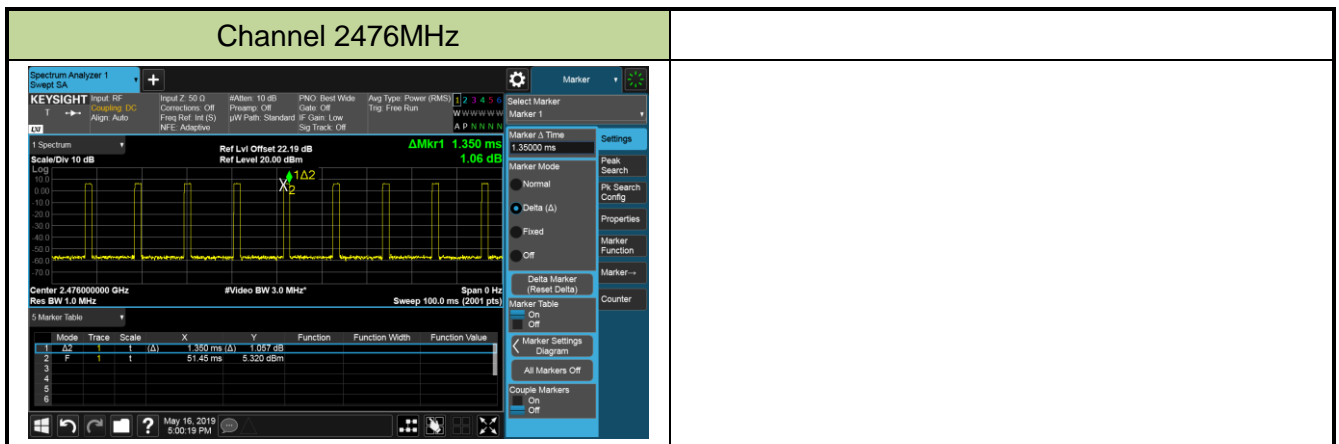 Channel 2476MHz
Spectrum Analyzer 1
Swept SA
+
Marker
KEYSIGHT
T
LXI
Input: RF
Coupling: DC
Align: Auto
Input Z: 50 Ω
Corrections: Off
Freq Ref: Int (S)
NFE: Adaptive
#Atten: 10 dB
Preamp: Off
µW Path: Standard
PNO: Best Wide
Gate: Off
IF Gain: Low
Sig Track: Off
Avg Type: Power (RMS)
Trig: Free Run
1 2 3 4 5 6
W W W W W W
A P N N N N
Select Marker
Marker 1
1 Spectrum
Scale/Div 10 dB
Log
Ref Lvl Offset 22.19 dB
Ref Level 20.00 dBm
ΔMkr1 1.350 ms
1.06 dB
10.0
0.00
-10.0
-20.0
-30.0
-40.0
-50.0
-60.0
-70.0
1Δ2
X2
Center 2.476000000 GHz
Res BW 1.0 MHz
#Video BW 3.0 MHz*
Span 0 Hz
Sweep 100.0 ms (2001 pts)
5 Marker Table
Mode Trace Scale X Y Function Function Width Function Value
1 Δ2 1 t (Δ) 1.350 ms (Δ) 1.057 dB
2 F 1 t 51.45 ms 5.320 dBm
3
4
5
6
Marker Δ Time
1.35000 ms
Marker Mode
Normal
Delta (Δ)
Fixed
Off
Delta Marker
(Reset Delta)
Marker Table
On
Off
Marker Settings
Diagram
All Markers Off
Couple Markers
On
Off
Settings
Peak
Search
Pk Search
Config
Properties
Marker
Function
Marker→
Counter
?
May 16, 2019
5:00:19 PM